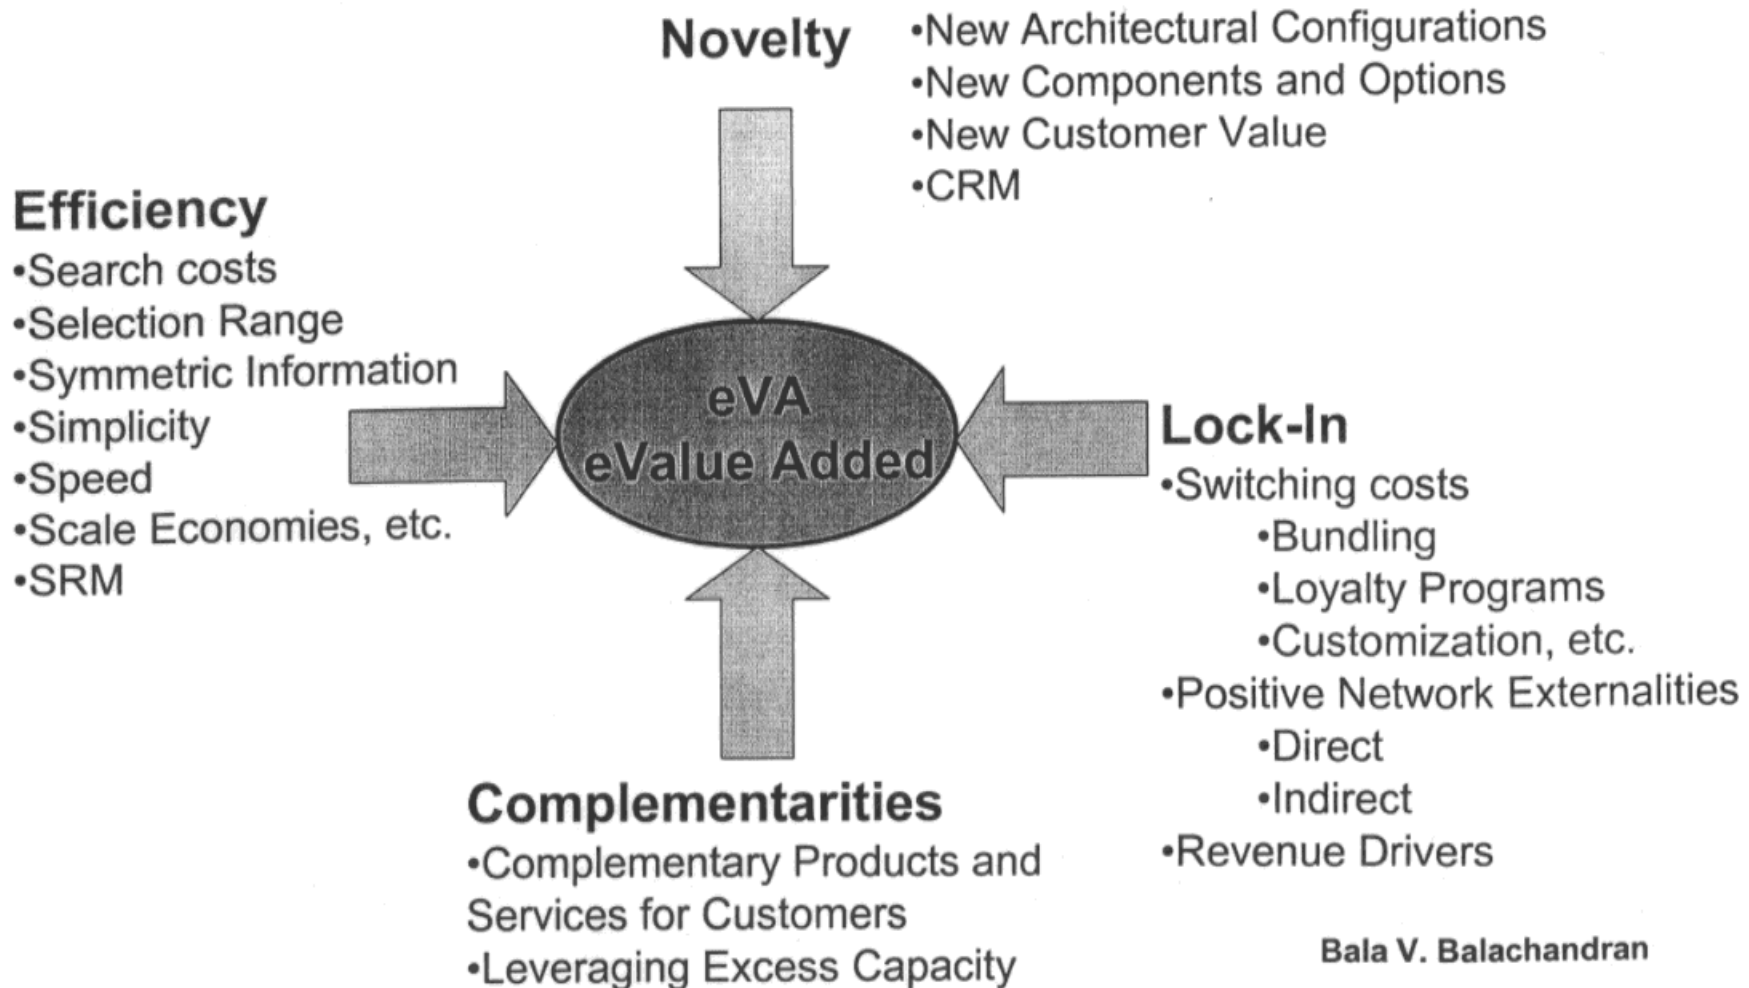 Novelty
•New Architectural Configurations
•New Components and Options
•New Customer Value
•CRM
Efficiency
•Search costs
•Selection Range
•Symmetric Information
•Simplicity
•Speed
•Scale Economies, etc.
•SRM
eVA
eValue Added
Lock-In
•Switching costs
•Bundling
•Loyalty Programs
•Customization, etc.
•Positive Network Externalities
•Direct
•Indirect
•Revenue Drivers
Complementarities
•Complementary Products and
Services for Customers
•Leveraging Excess Capacity
Bala V. Balachandran